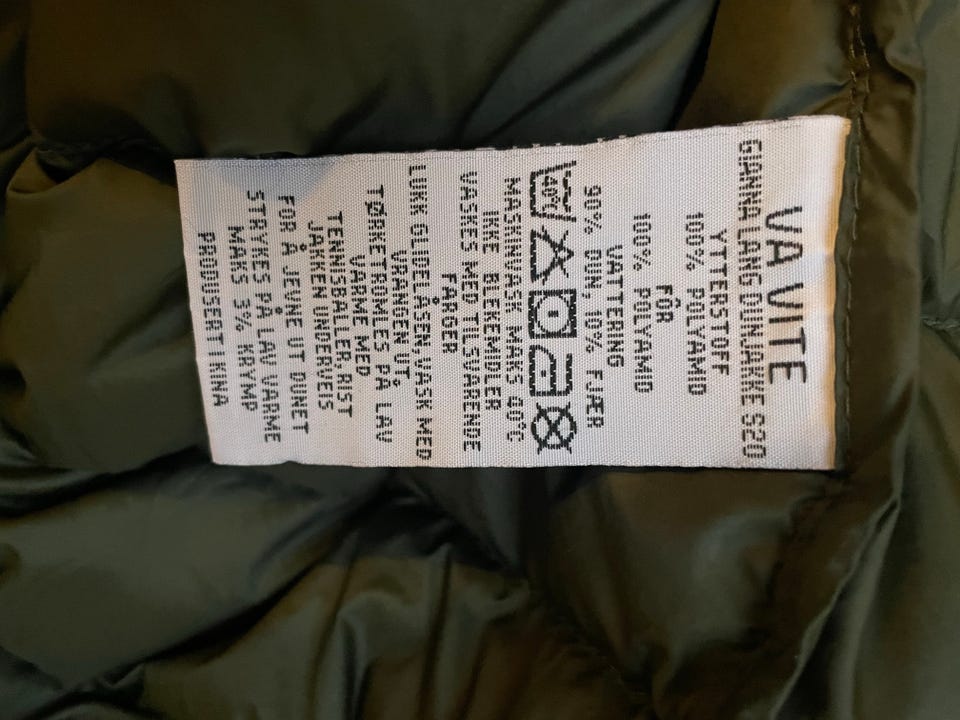 VA VITE
GIANNA LANG DUNJAKKE S20
YTTERSTOFF
100% POLYAMID
FÔR
100% POLYAMID
VATTERING
90% DUN, 10% FJÆR
40°C
MASKINVASK MAKS 40°C
IKKE BLEKEMIDLER
VASKES MED TILSVARENDE
FARGER
LUKK GLIDELÅSEN, VASK MED
VRANGEN UT.
TØRKETROMLES PÅ LAV
VARME MED
TENNISBALLER, RIST
JAKKEN UNDERVEIS
FOR Å JEVNE UT DUNET
STRYKES PÅ LAV VARME
MAKS 3% KRYMP
PRODUSERT I KINA